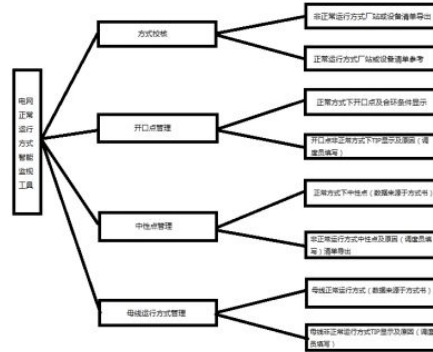 电网
正常
运行
方式
智能
监视
工具
方式校核
非正常运行方式厂站或设备清单导出
正常运行方式厂站或设备清单参考
开口点管理
正常方式下开口点及合环条件显示
开口点非正常方式下TIP显示及原因（调
度员填写）
中性点管理
正常方式下中性点（数据来源于方式书）
非正常运行方式中性点及原因（调度员填
写）清单导出
母线运行方式管理
母线正常运行方式（数据来源于方式书）
母线非正常运行方式TIP显示及原因（调度
员填写）